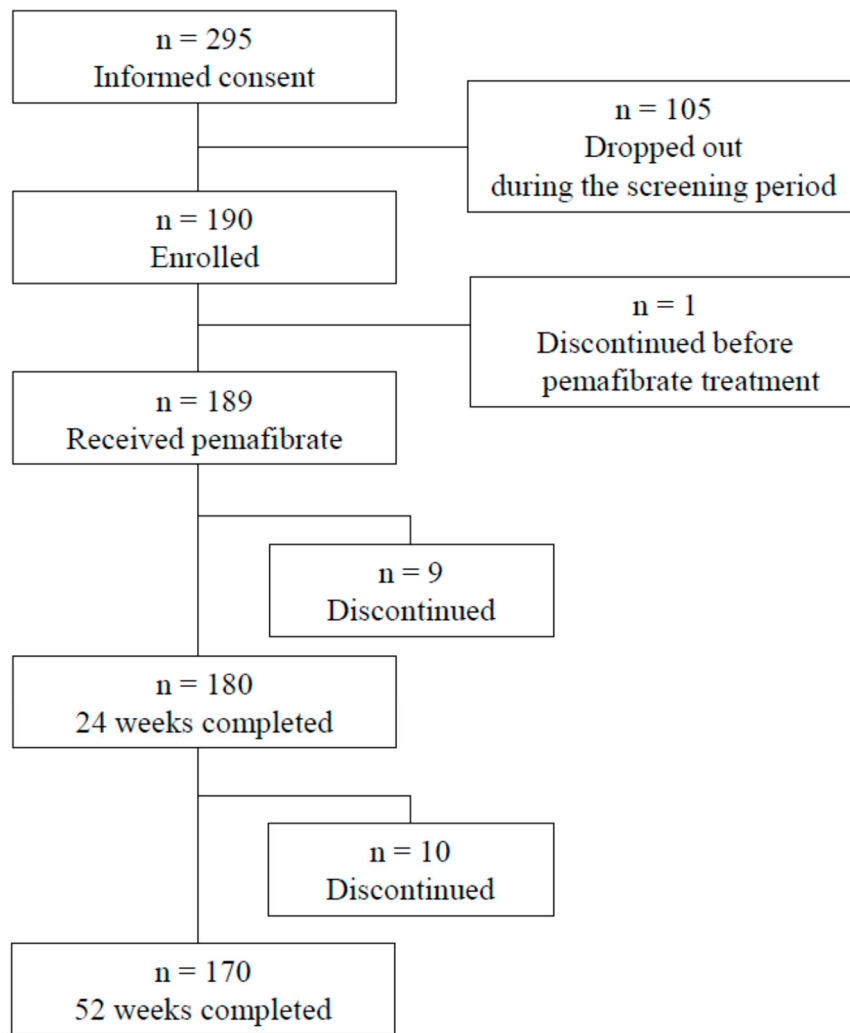 n = 295
Informed consent
n = 105
Dropped out
during the screening period
n = 190
Enrolled
n = 1
Discontinued before
pemafibrate treatment
n = 189
Received pemafibrate
n = 9
Discontinued
n = 180
24 weeks completed
n = 10
Discontinued
n = 170
52 weeks completed